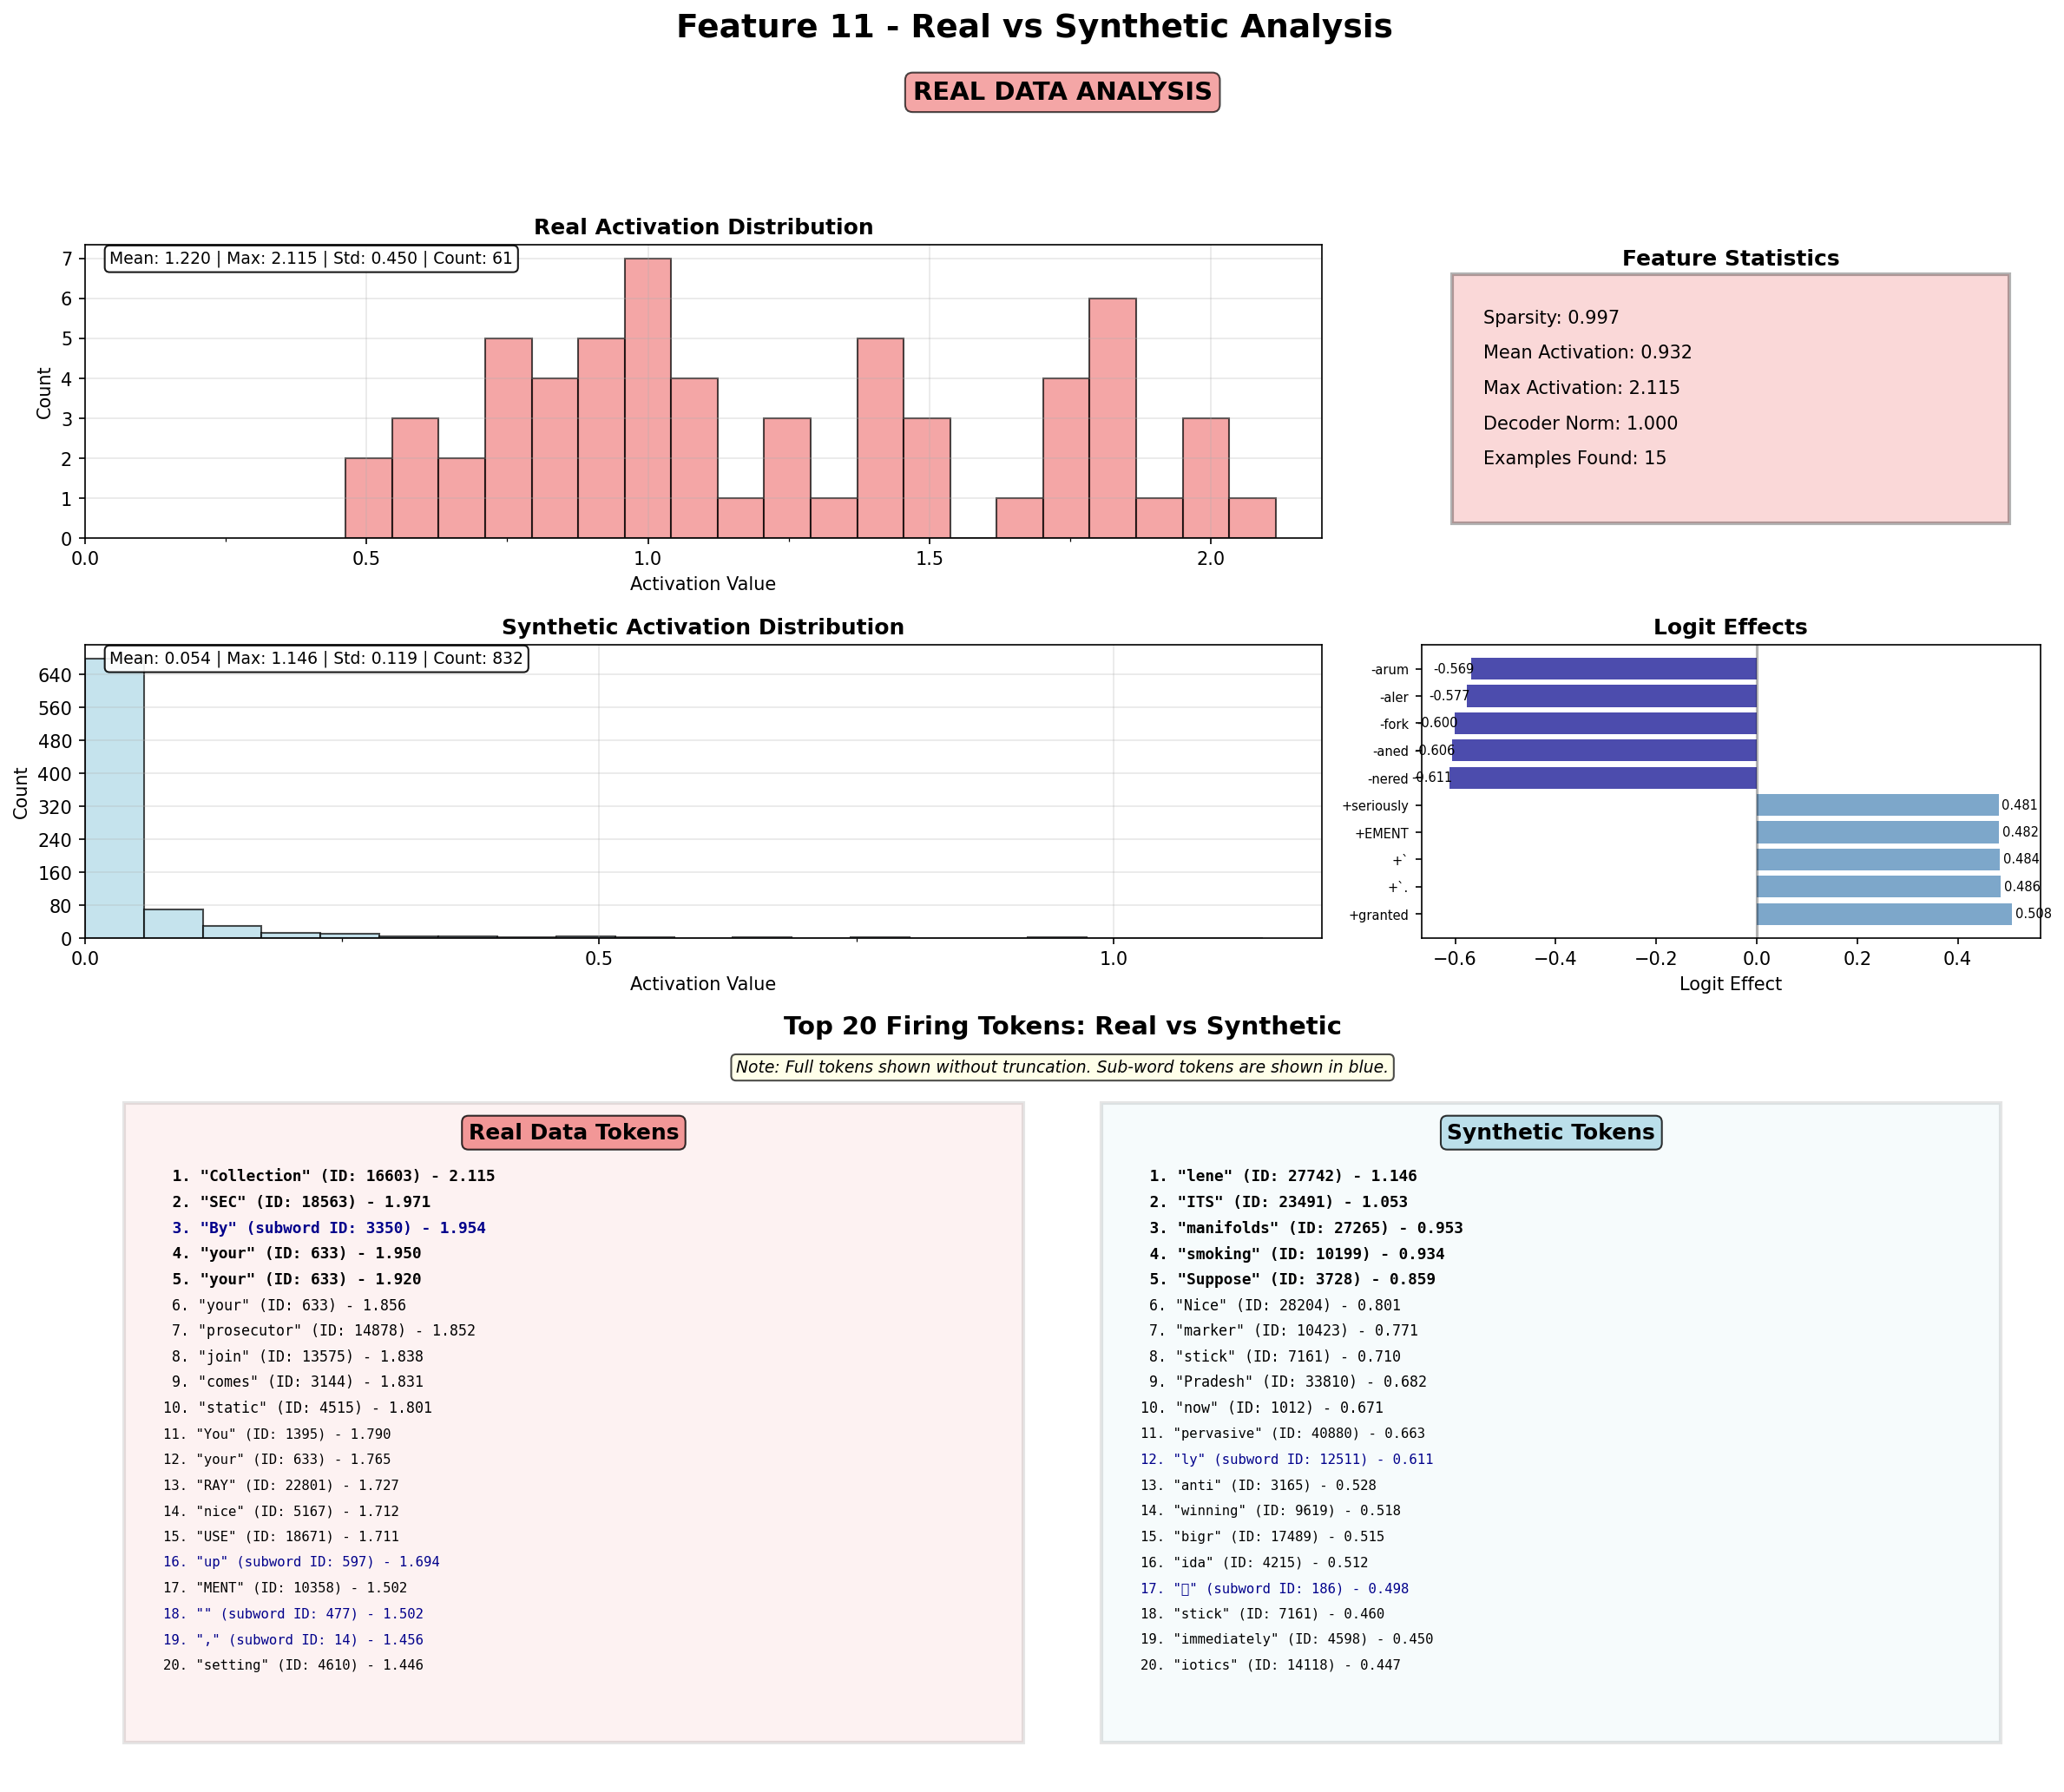 Feature 11 - Real vs Synthetic Analysis
REAL DATA ANALYSIS
Real Activation Distribution
Mean: 1.220 | Max: 2.115 | Std: 0.450 | Count: 61
7
6
5
4
3
2
1
0
Count
0.0 0.5 1.0 1.5 2.0
Activation Value
Feature Statistics
Sparsity: 0.997
Mean Activation: 0.932
Max Activation: 2.115
Decoder Norm: 1.000
Examples Found: 15
Synthetic Activation Distribution
Mean: 0.054 | Max: 1.146 | Std: 0.119 | Count: 832
640
560
480
400
320
240
160
80
0
Count
0.0 0.5 1.0
Activation Value
Logit Effects
-arum -0.569
-aler -0.577
-fork -0.600
-aned -0.606
-nered -0.611
+seriously 0.481
+EMENT 0.482
+` 0.484
+`. 0.486
+granted 0.508
−0.6 −0.4 −0.2 0.0 0.2 0.4
Logit Effect
Top 20 Firing Tokens: Real vs Synthetic
Note: Full tokens shown without truncation. Sub-word tokens are shown in blue.
Real Data Tokens
1. "Collection" (ID: 16603) - 2.115
2. "SEC" (ID: 18563) - 1.971
3. "By" (subword ID: 3350) - 1.954
4. "your" (ID: 633) - 1.950
5. "your" (ID: 633) - 1.920
6. "your" (ID: 633) - 1.856
7. "prosecutor" (ID: 14878) - 1.852
8. "join" (ID: 13575) - 1.838
9. "comes" (ID: 3144) - 1.831
10. "static" (ID: 4515) - 1.801
11. "You" (ID: 1395) - 1.790
12. "your" (ID: 633) - 1.765
13. "RAY" (ID: 22801) - 1.727
14. "nice" (ID: 5167) - 1.712
15. "USE" (ID: 18671) - 1.711
16. "up" (subword ID: 597) - 1.694
17. "MENT" (ID: 10358) - 1.502
18. "" (subword ID: 477) - 1.502
19. "," (subword ID: 14) - 1.456
20. "setting" (ID: 4610) - 1.446
Synthetic Tokens
1. "lene" (ID: 27742) - 1.146
2. "ITS" (ID: 23491) - 1.053
3. "manifolds" (ID: 27265) - 0.953
4. "smoking" (ID: 10199) - 0.934
5. "Suppose" (ID: 3728) - 0.859
6. "Nice" (ID: 28204) - 0.801
7. "marker" (ID: 10423) - 0.771
8. "stick" (ID: 7161) - 0.710
9. "Pradesh" (ID: 33810) - 0.682
10. "now" (ID: 1012) - 0.671
11. "pervasive" (ID: 40880) - 0.663
12. "ly" (subword ID: 12511) - 0.611
13. "anti" (ID: 3165) - 0.528
14. "winning" (ID: 9619) - 0.518
15. "bigr" (ID: 17489) - 0.515
16. "ida" (ID: 4215) - 0.512
17. "▯" (subword ID: 186) - 0.498
18. "stick" (ID: 7161) - 0.460
19. "immediately" (ID: 4598) - 0.450
20. "iotics" (ID: 14118) - 0.447